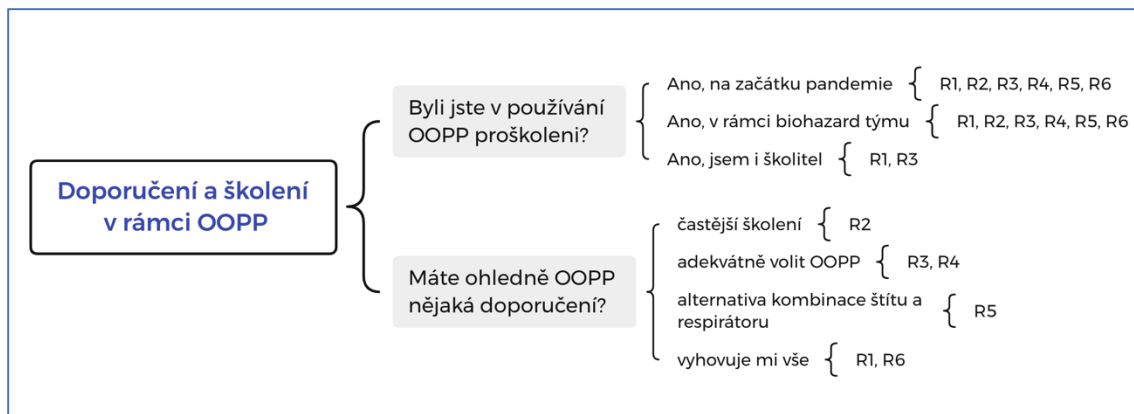 Doporučení a školení
v rámci OOPP
Byli jste v používání
OOPP proškoleni?
Ano, na začátku pandemie
R1, R2, R3, R4, R5, R6
Ano, v rámci biohazard týmu
R1, R2, R3, R4, R5, R6
Ano, jsem i školitel
R1, R3
Máte ohledně OOPP
nějaká doporučení?
častější školení
R2
adekvátně volit OOPP
R3, R4
alternativa kombinace štítu a
respirátoru
R5
vyhovuje mi vše
R1, R6